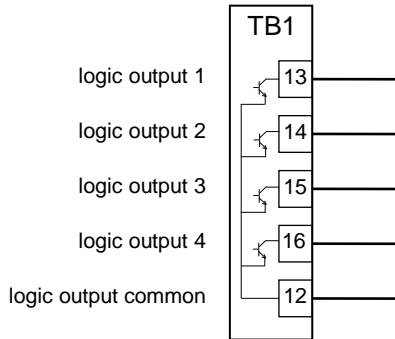 TB1
logic output 1 13
logic output 2 14
logic output 3 15
logic output 4 16
logic output common 12